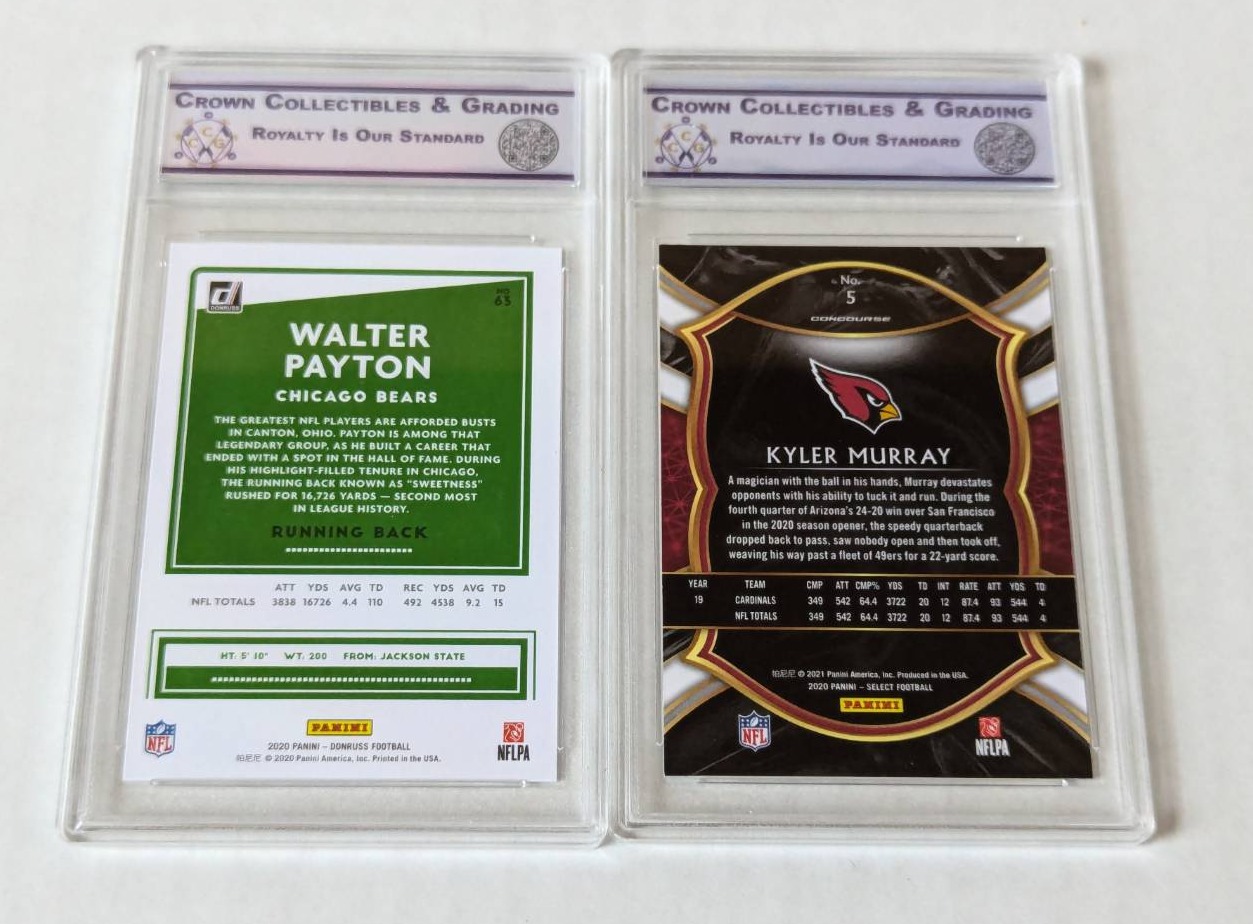 CROWN COLLECTIBLES & GRADING
ROYALTY IS OUR STANDARD
C C G
DONRUSS
NO
63
WALTER
PAYTON
CHICAGO BEARS
THE GREATEST NFL PLAYERS ARE AFFORDED BUSTS
IN CANTON, OHIO. PAYTON IS AMONG THAT
LEGENDARY GROUP, AS HE BUILT A CAREER THAT
ENDED WITH A SPOT IN THE HALL OF FAME. DURING
HIS HIGHLIGHT-FILLED TENURE IN CHICAGO,
THE RUNNING BACK KNOWN AS "SWEETNESS"
RUSHED FOR 16,726 YARDS — SECOND MOST
IN LEAGUE HISTORY.
RUNNING BACK
ATT YDS AVG TD REC YDS AVG TD
NFL TOTALS 3838 16726 4.4 110 492 4538 9.2 15
HT: 5' 10" WT: 200 FROM: JACKSON STATE
NFL
PANINI
NFLPA
2020 PANINI – DONRUSS FOOTBALL
帕尼尼 © 2020 Panini America, Inc. Printed in the USA.
CROWN COLLECTIBLES & GRADING
ROYALTY IS OUR STANDARD
C C G
No.
5
CONCOURSE
KYLER MURRAY
A magician with the ball in his hands, Murray devastates
opponents with his ability to tuck it and run. During the
fourth quarter of Arizona's 24-20 win over San Francisco
in the 2020 season opener, the speedy quarterback
dropped back to pass, saw nobody open and then took off,
weaving his way past a fleet of 49ers for a 22-yard score.
YEAR TEAM CMP ATT CMP% YDS TD INT RATE ATT YDS TD
19 CARDINALS 349 542 64.4 3722 20 12 87.4 93 544 4
NFL TOTALS 349 542 64.4 3722 20 12 87.4 93 544 4
帕尼尼 © 2021 Panini America, Inc. Produced in the USA.
2020 PANINI – SELECT FOOTBALL
PANINI
NFL
NFLPA